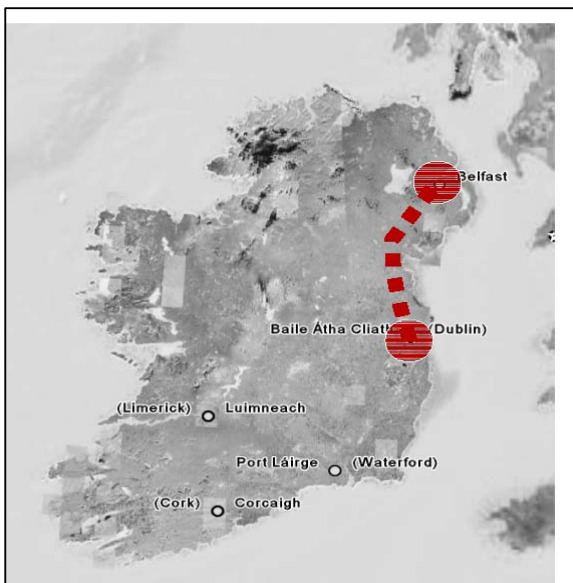 Belfast
Baile Átha Cliath (Dublin)
(Limerick) Luimneach
Port Láirge (Waterford)
(Cork) Corcaigh